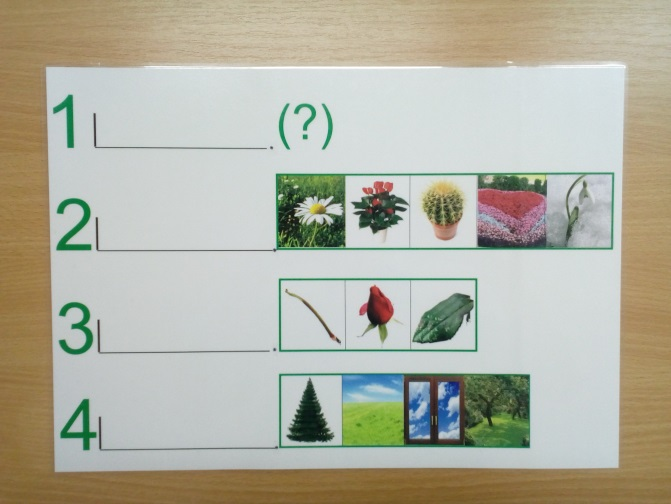 1 . (?)
2 .
3 .
4 .